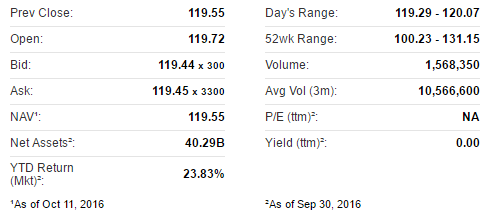 Prev Close: 119.55
Open: 119.72
Bid: 119.44 x 300
Ask: 119.45 x 3300
NAV¹: 119.55
Net Assets²: 40.29B
YTD Return
(Mkt)²: 23.83%
¹As of Oct 11, 2016
Day's Range: 119.29 - 120.07
52wk Range: 100.23 - 131.15
Volume: 1,568,350
Avg Vol (3m): 10,566,600
P/E (ttm)²: NA
Yield (ttm)²: 0.00
²As of Sep 30, 2016